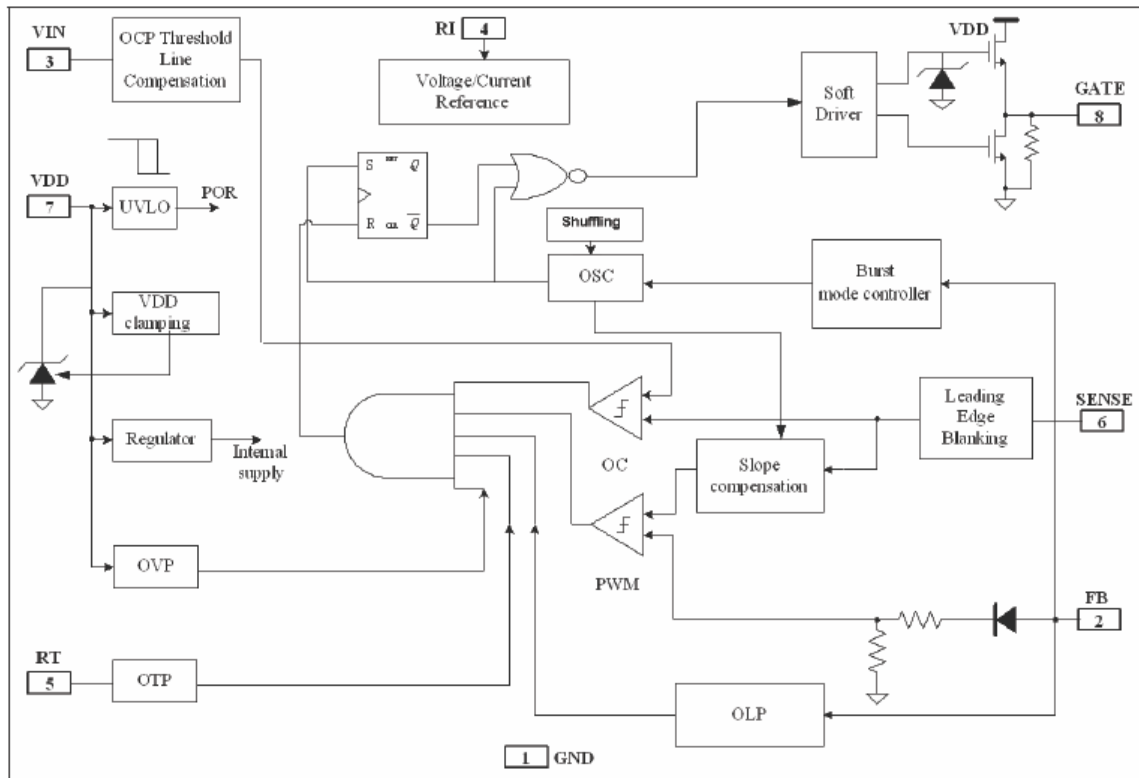 VIN
3
OCP Threshold
Line
Compensation
RI
4
Voltage/Current
Reference
VDD
Soft
Driver
GATE
8
VDD
7
UVLO
POR
S
Q
R
Q
Shuffling
OSC
Burst
mode controller
VDD
clamping
Regulator
Internal
supply
OC
Slope
compensation
Leading
Edge
Blanking
SENSE
6
OVP
PWM
FB
2
RT
5
OTP
OLP
1
GND